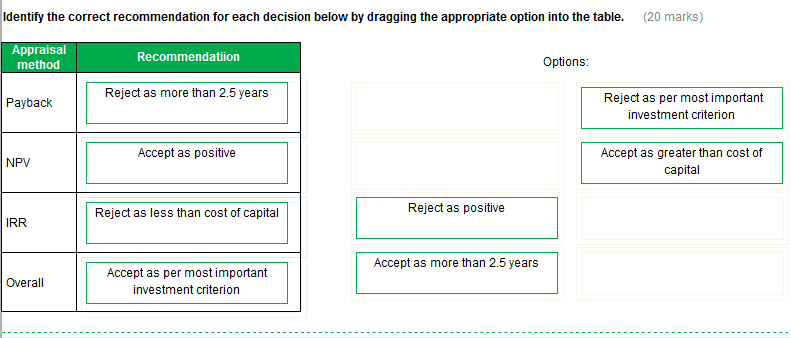 Identify the correct recommendation for each decision below by dragging the appropriate option into the table. (20 marks)
Appraisal
method
Recommendatiion
Payback
Reject as more than 2.5 years
NPV
Accept as positive
IRR
Reject as less than cost of capital
Overall
Accept as per most important
investment criterion
Options:
Reject as per most important
investment criterion
Accept as greater than cost of
capital
Reject as positive
Accept as more than 2.5 years